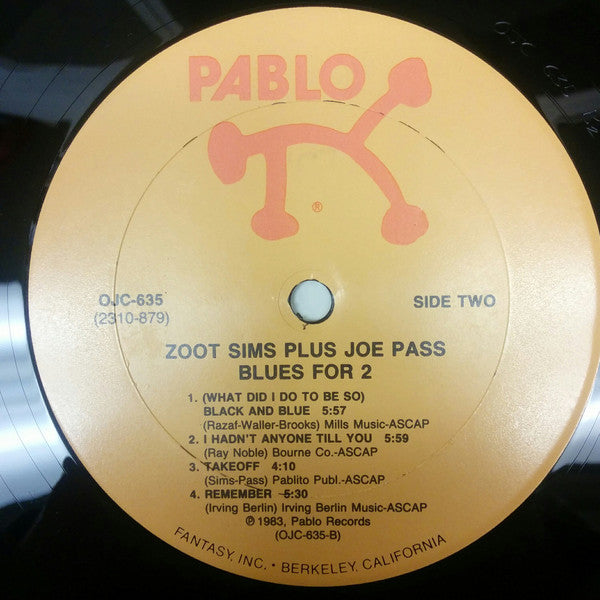 PABLO
®
OJC-635
(2310-879)
SIDE TWO
ZOOT SIMS PLUS JOE PASS
BLUES FOR 2
1. (WHAT DID I DO TO BE SO)
BLACK AND BLUE 5:57
(Razaf-Waller-Brooks) Mills Music-ASCAP
2. I HADN'T ANYONE TILL YOU 5:59
(Ray Noble) Bourne Co.-ASCAP
3. TAKEOFF 4:10
(Sims-Pass) Pablito Publ.-ASCAP
4. REMEMBER 5:30
(Irving Berlin) Irving Berlin Music-ASCAP
℗ 1983, Pablo Records
(OJC-635-B)
FANTASY, INC. • BERKELEY, CALIFORNIA
OJC